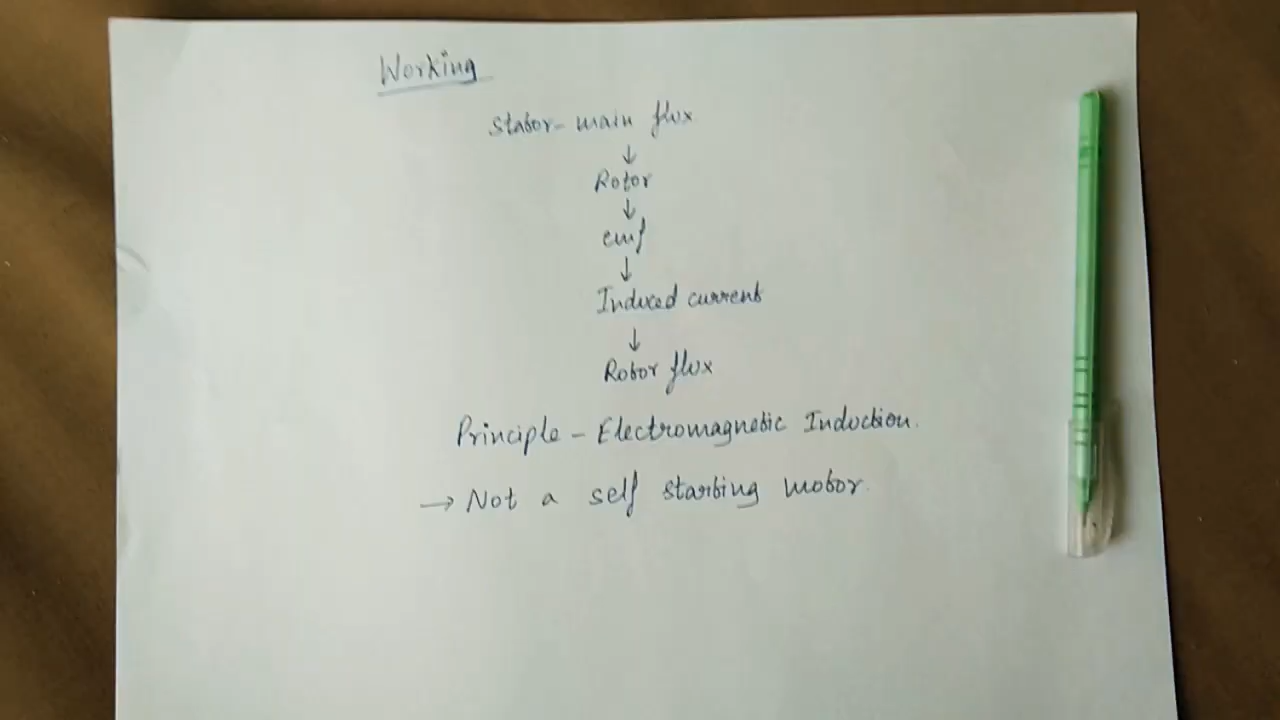 Working
Stator - main flux
↓
Rotor
↓
emf
↓
Induced current
↓
Rotor flux
Principle - Electromagnetic Induction.
→ Not a self starting motor.